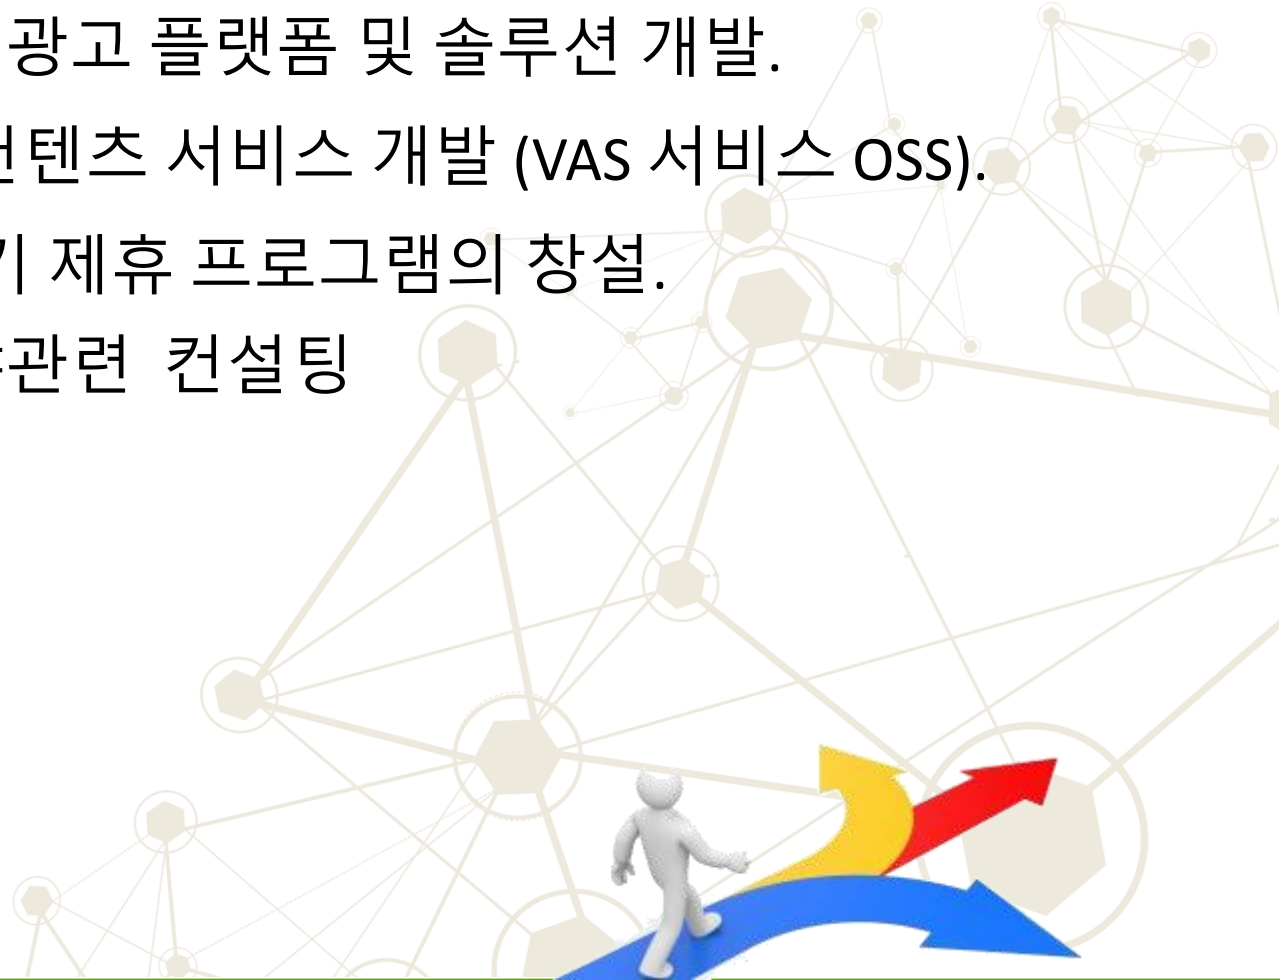 광고 플랫폼 및 솔루션 개발.
텐츠 서비스 개발 (VAS 서비스 OSS).
제휴 프로그램의 창설.
관련 컨설팅